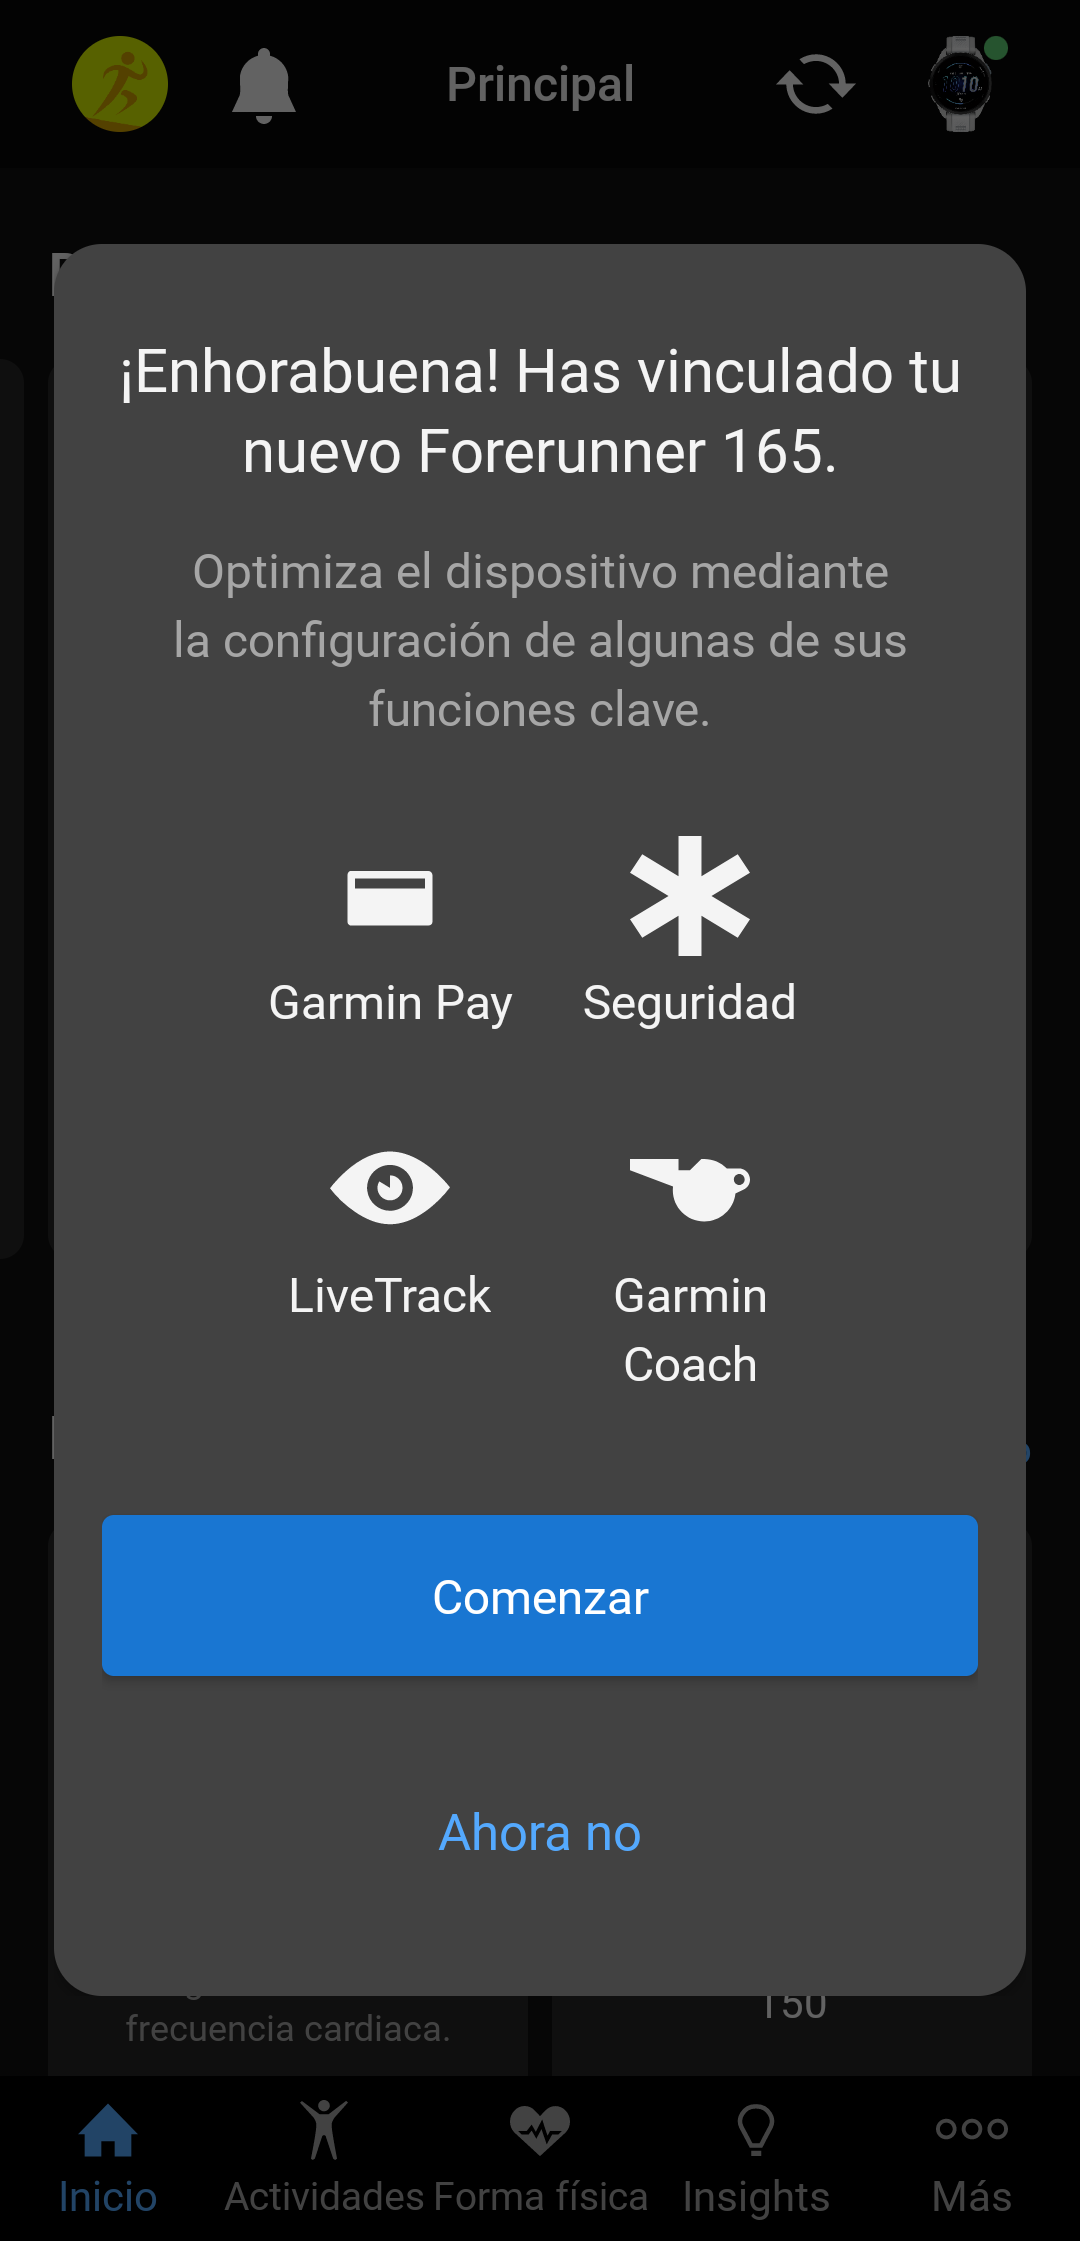 Principal
¡Enhorabuena! Has vinculado tu
nuevo Forerunner 165.
Optimiza el dispositivo mediante
la configuración de algunas de sus
funciones clave.
Garmin Pay
Seguridad
LiveTrack
Garmin
Coach
Comenzar
Ahora no
frecuencia cardiaca.
150
Inicio
Actividades
Forma física
Insights
Más